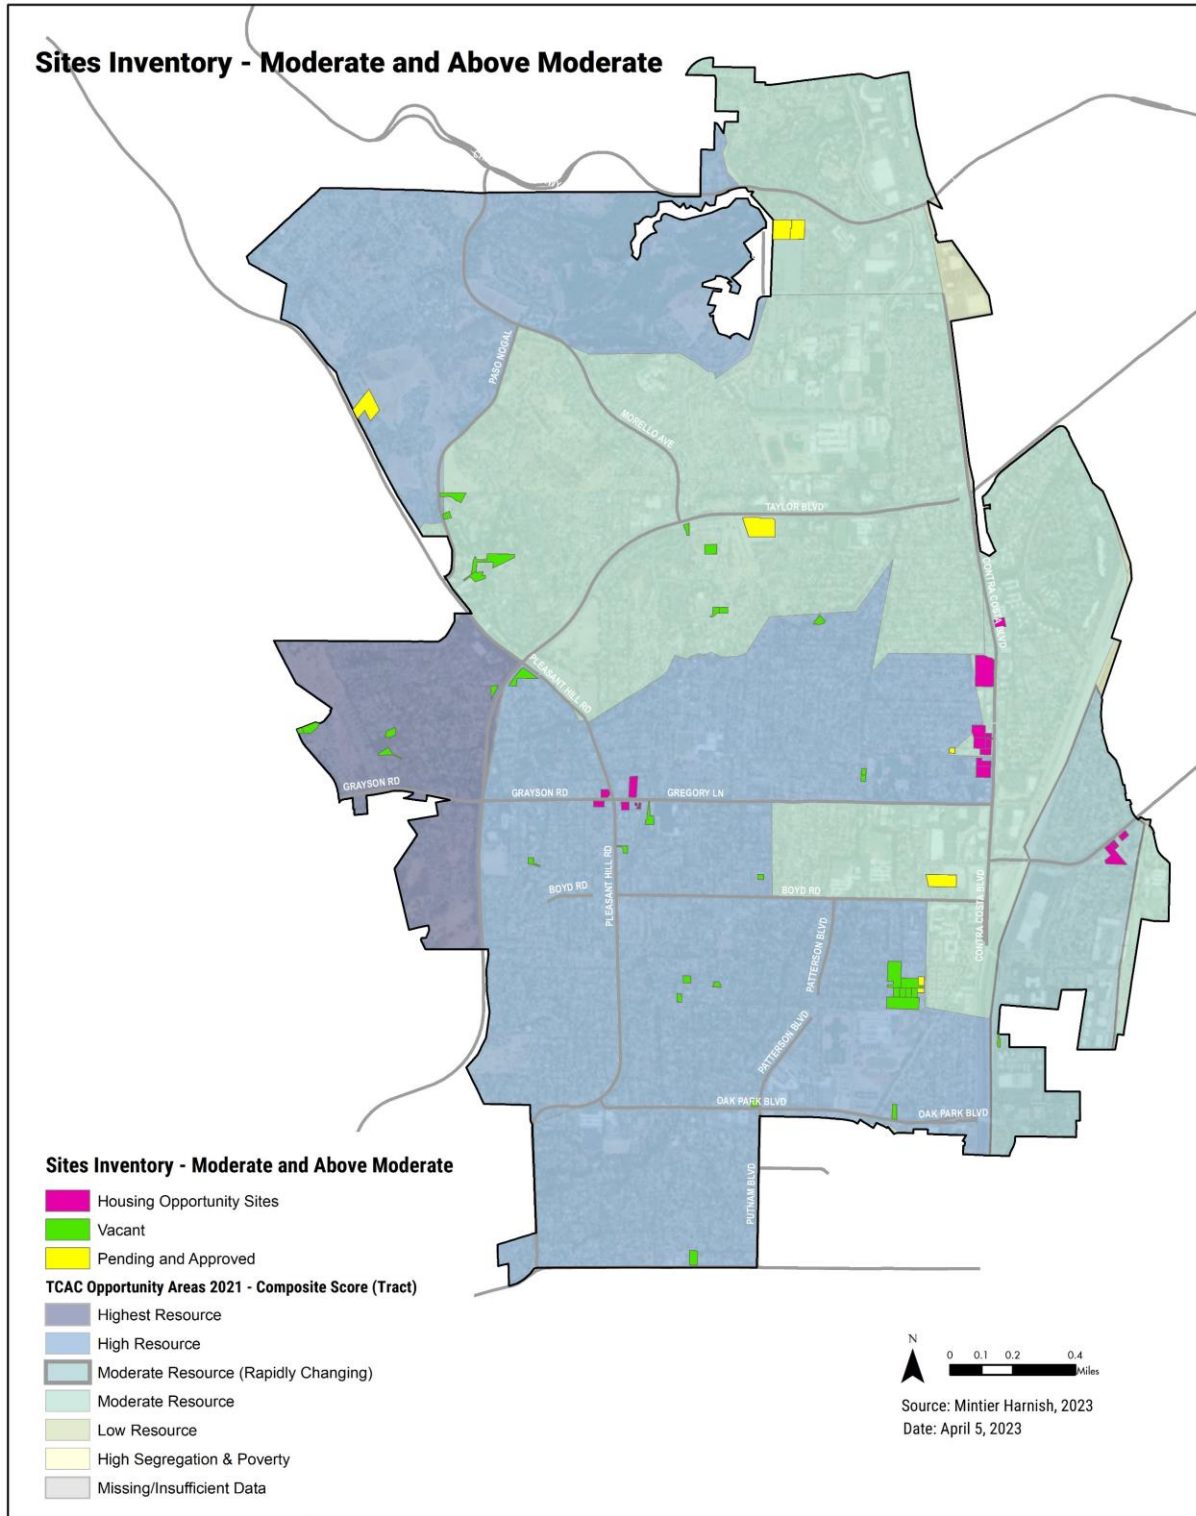 Sites Inventory - Moderate and Above Moderate
PASO NOGAL
MORELLO AVE
TAYLOR BLVD
CONTRA COSTA BLVD
PLEASANT HILL RD
GRAYSON RD
GRAYSON RD
GREGORY LN
PLEASANT HILL RD
BOYD RD
BOYD RD
CONTRA COSTA BLVD
PATTERSON BLVD
PATTERSON BLVD
OAK PARK BLVD
OAK PARK BLVD
PUTNAM BLVD
Sites Inventory - Moderate and Above Moderate
Housing Opportunity Sites
Vacant
Pending and Approved
TCAC Opportunity Areas 2021 - Composite Score (Tract)
Highest Resource
High Resource
Moderate Resource (Rapidly Changing)
Moderate Resource
Low Resource
High Segregation & Poverty
Missing/Insufficient Data
N
0 0.1 0.2 0.4
Miles
Source: Mintier Harnish, 2023
Date: April 5, 2023